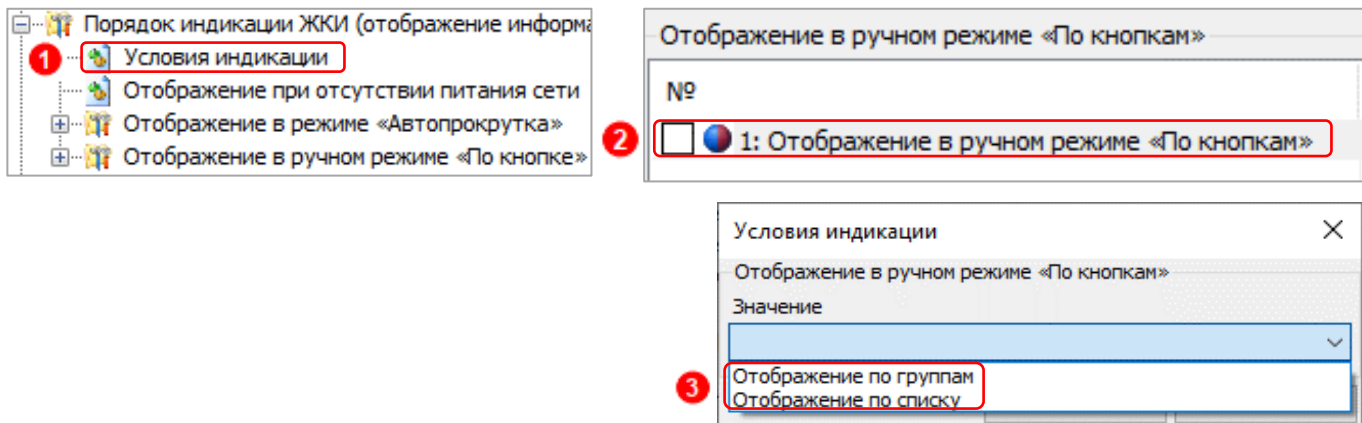 Порядок индикации ЖКИ (отображение информа
1 Условия индикации
Отображение при отсутствии питания сети
Отображение в режиме «Автопрокрутка»
Отображение в ручном режиме «По кнопке»
Отображение в ручном режиме «По кнопкам»
№
2 1: Отображение в ручном режиме «По кнопкам»
Условия индикации
Отображение в ручном режиме «По кнопкам»
Значение
3 Отображение по группам
Отображение по списку